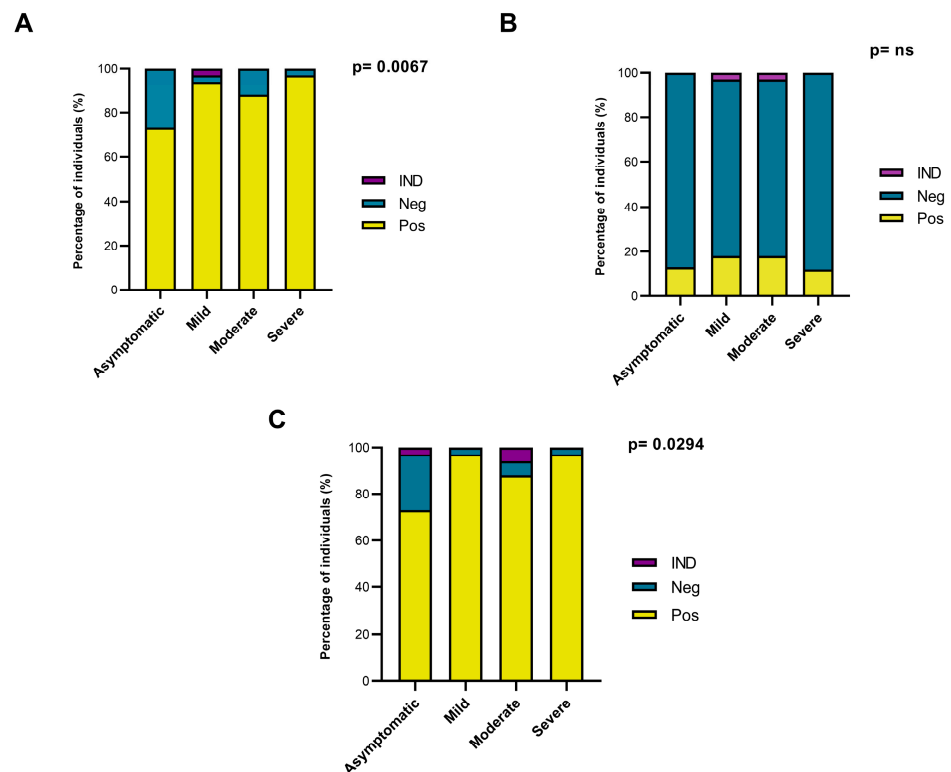 A
p= 0.0067
Percentage of individuals (%)
100
80
60
40
20
0
Asymptomatic
Mild
Moderate
Severe
IND
Neg
Pos
B
p= ns
Percentage of individuals (%)
100
80
60
40
20
0
Asymptomatic
Mild
Moderate
Severe
IND
Neg
Pos
C
p= 0.0294
Percentage of individuals (%)
100
80
60
40
20
0
Asymptomatic
Mild
Moderate
Severe
IND
Neg
Pos